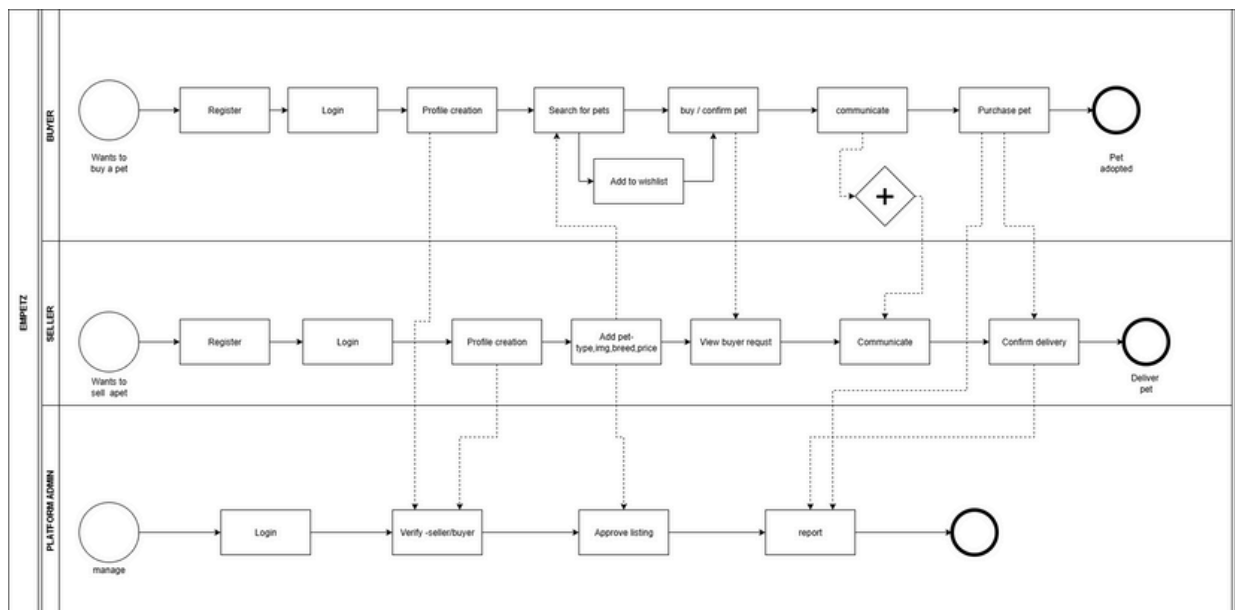 EMPETZ
BUYER
Wants to
buy a pet
Register
Login
Profile creation
Search for pets
Add to wishlist
buy / confirm pet
communicate
Purchase pet
Pet
adopted
SELLER
Wants to
sell apet
Register
Login
Profile creation
Add pet-
type,img,breed,price
View buyer requst
Communicate
Confirm delivery
Deliver
pet
PLATFORM ADMIN
manage
Login
Verify -seller/buyer
Approve listing
report